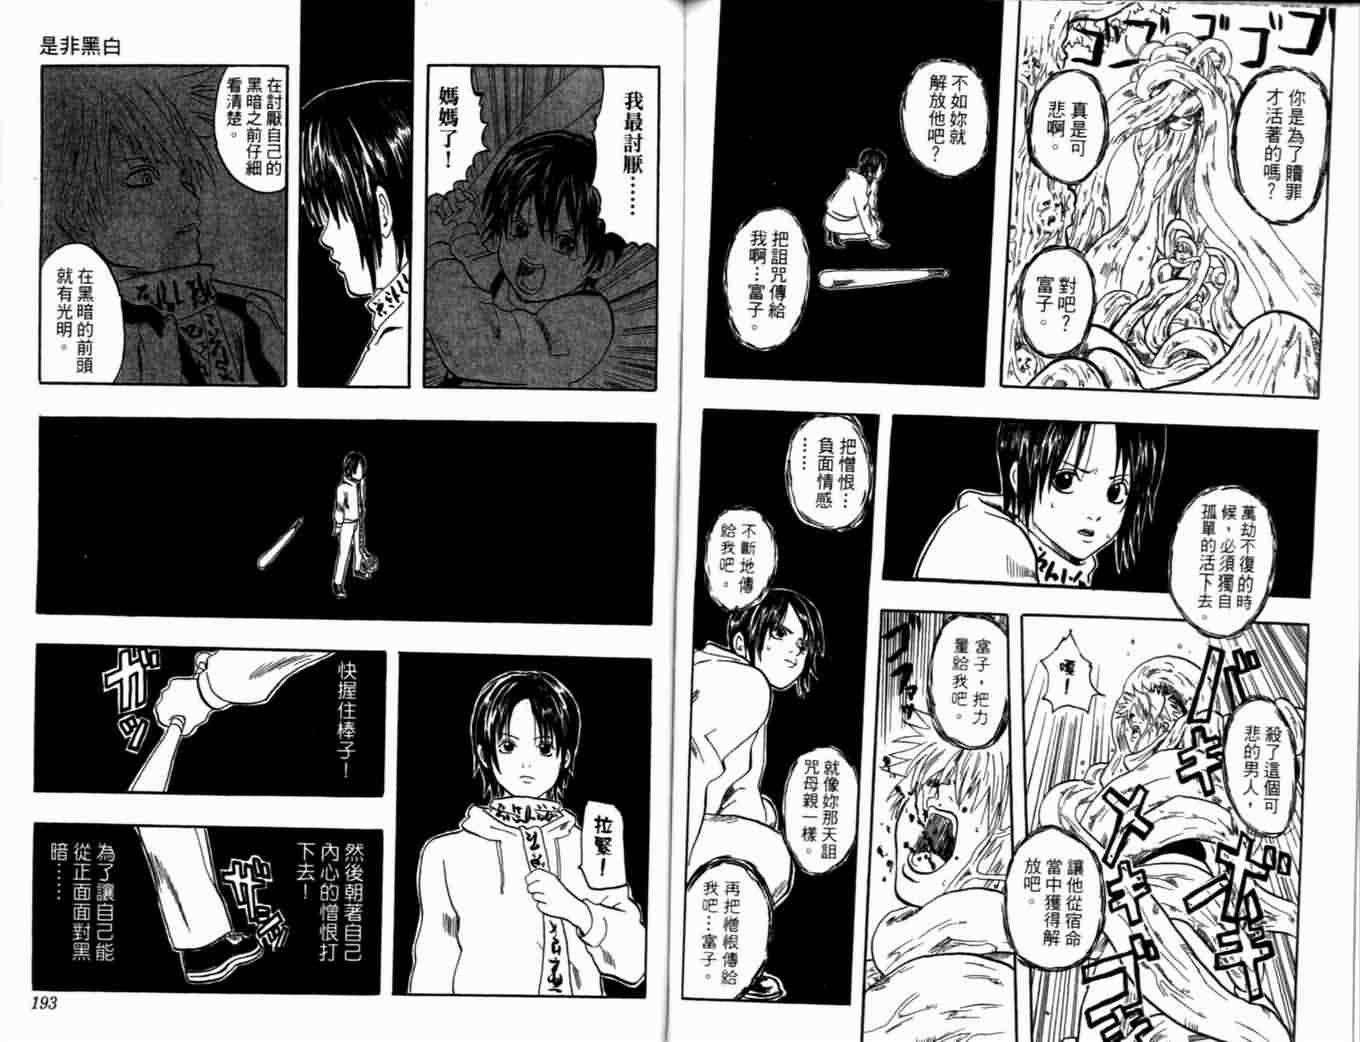 你是為了贖罪
才活著的嗎?
真是可
悲啊。
對吧?
富子。
ゴゴゴゴゴ
不如妳就
解放他吧?
把詛咒傳給
我啊…富子。
萬劫不復的時
候,必須獨自
孤單的活下去。
殺了這個可
悲的男人,
嗄!
讓他從宿命
當中獲得解
放吧。
富子,把力
量給我吧。
把憎恨…
負面情感
……
不斷地傳
給我吧。
就像妳那天詛
咒母親一樣。
再把憎恨傳給
我吧…富子。
是非黑白
我最討厭……
媽媽了!
在討厭自己的
黑暗之前仔細
看清楚。
在黑暗的前頭
就有光明。
拉緊!
快握住棒子!
ガッ
然後朝著自己
內心的憎恨打
下去!
為了讓自己能
從正面面對黑
暗……
193